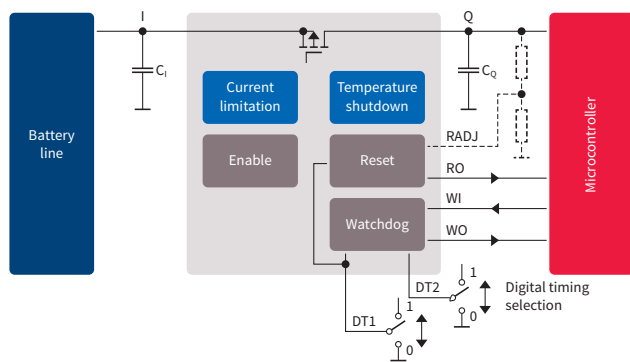 I
Q
C_I
C_Q
Current
limitation
Temperature
shutdown
Battery
line
Enable
Reset
Watchdog
RADJ
RO
WI
WO
Microcontroller
DT2
1
0
Digital timing
selection
DT1
1
0